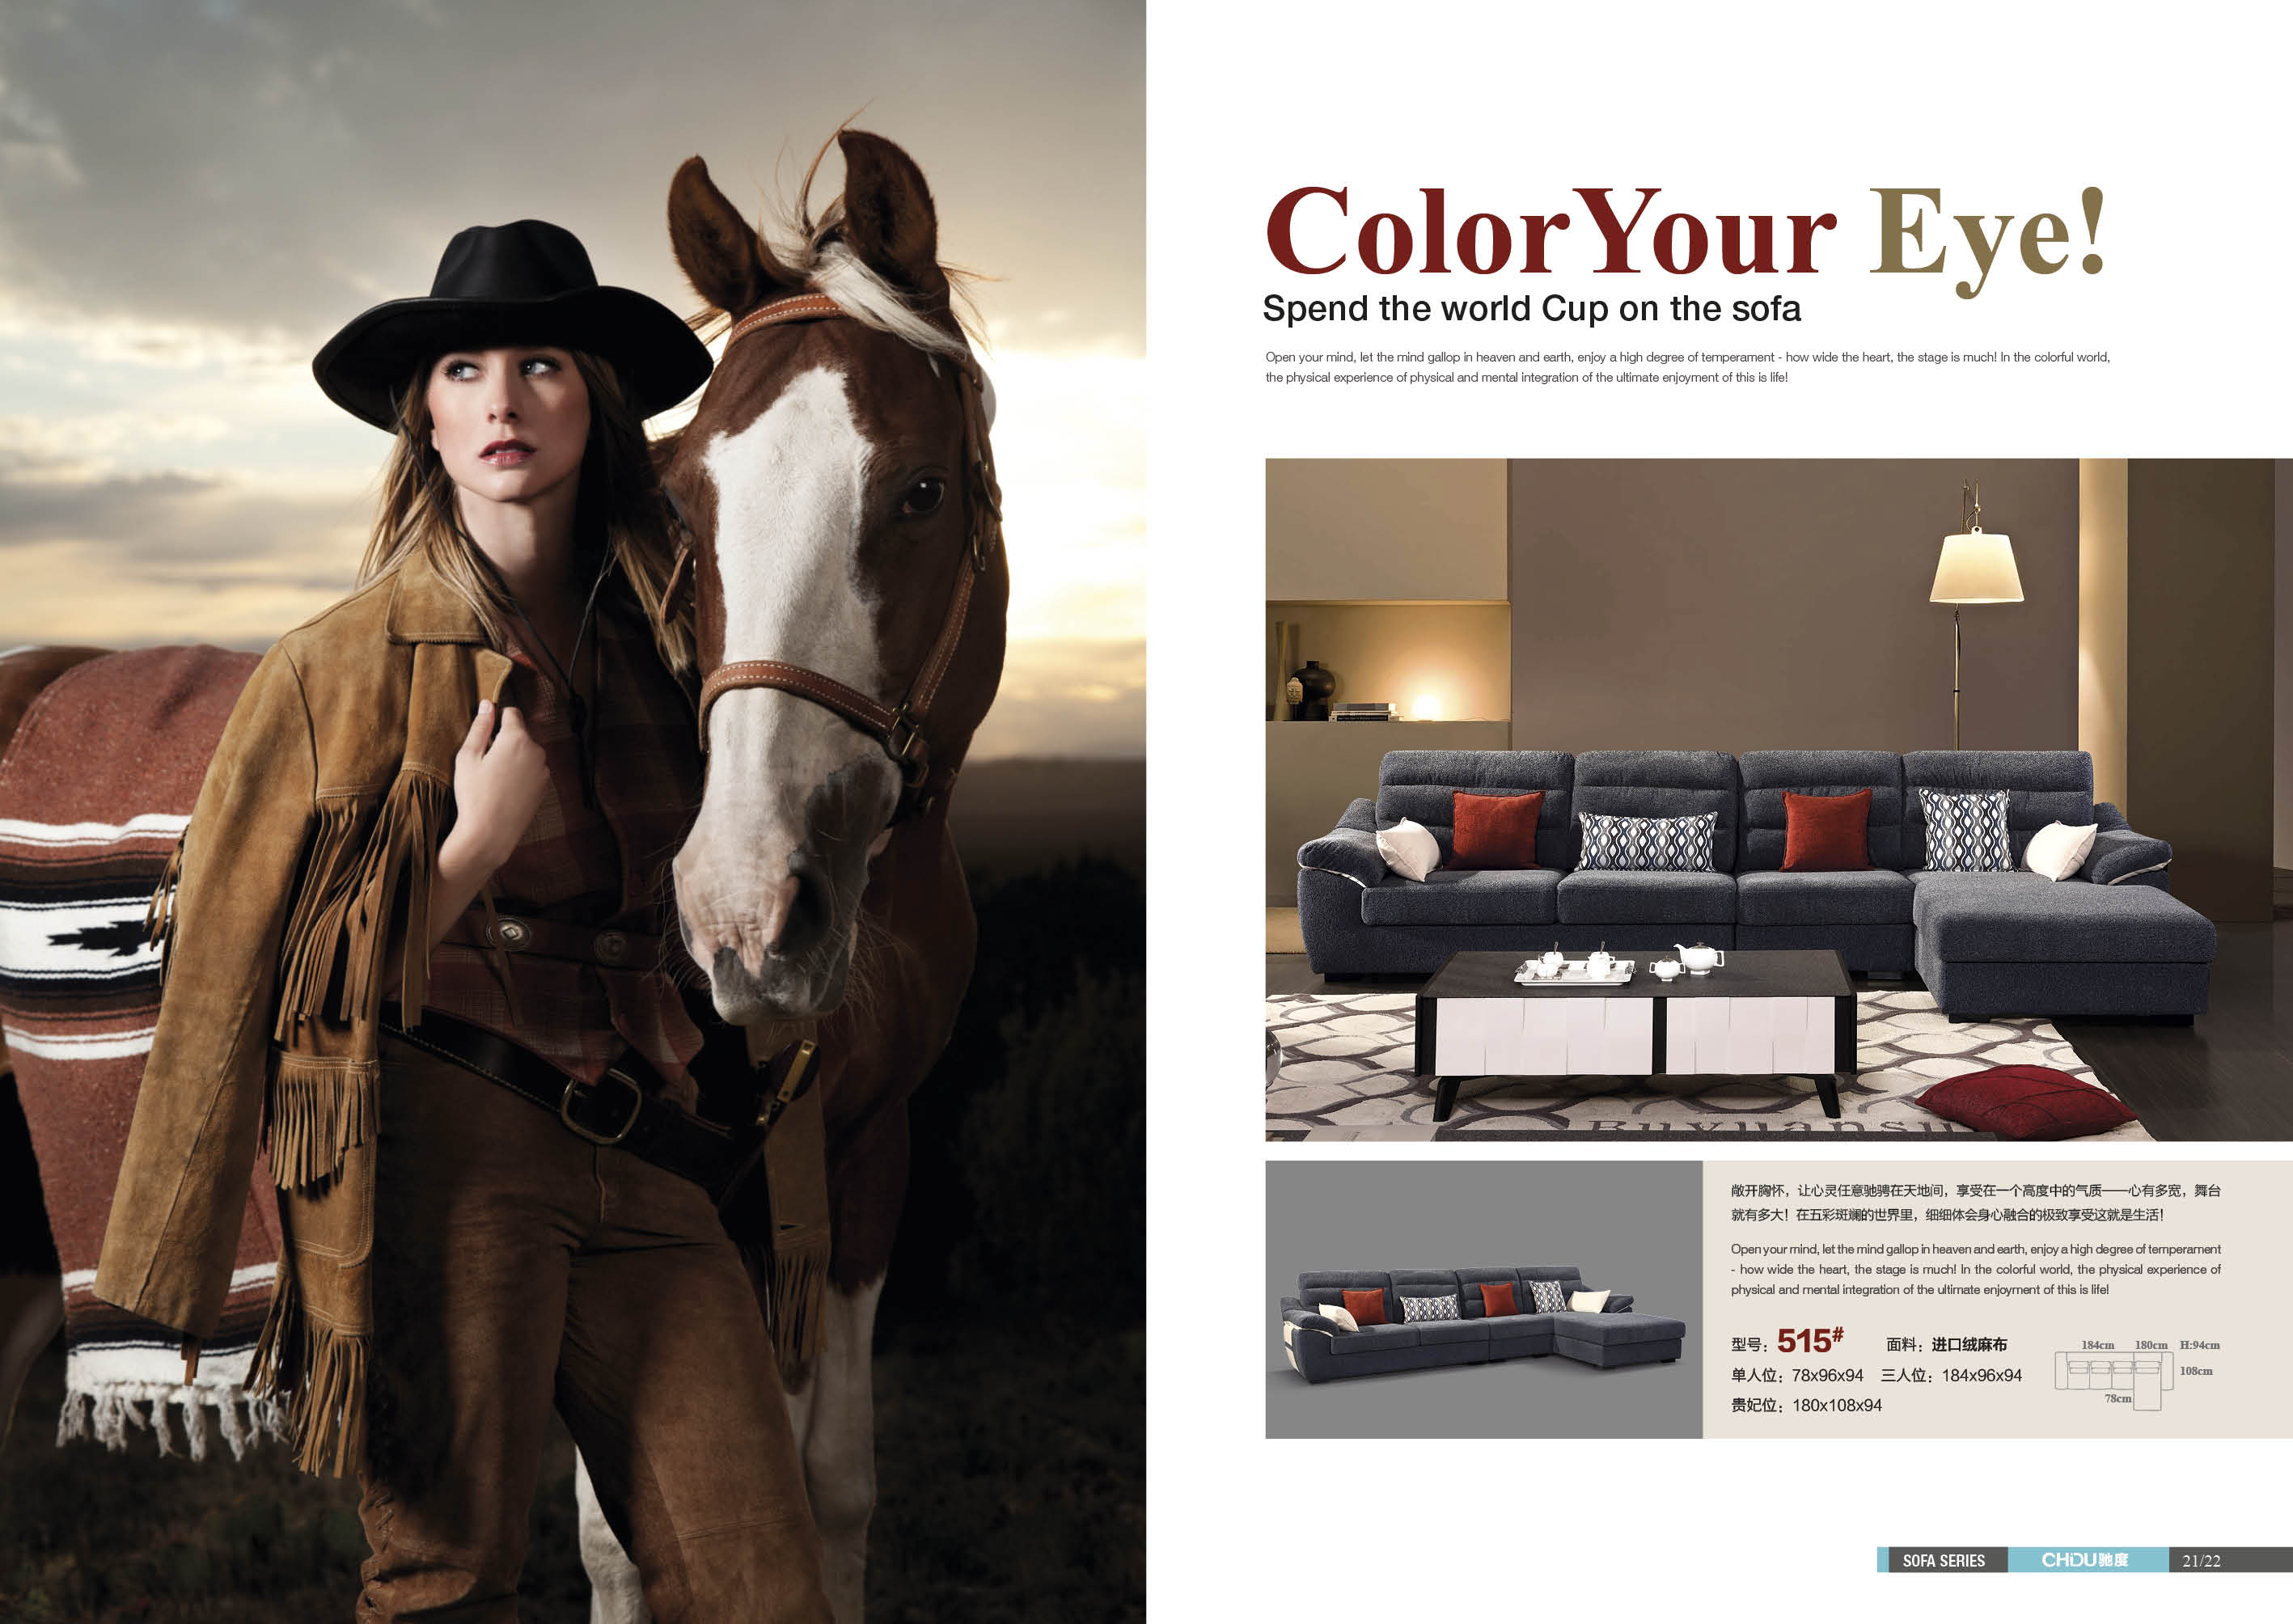 ColorYour Eye!
Spend the world Cup on the sofa
Open your mind, let the mind gallop in heaven and earth, enjoy a high degree of temperament - how wide the heart, the stage is much! In the colorful world,
the physical experience of physical and mental integration of the ultimate enjoyment of this is life!
敞开胸怀，让心灵任意驰骋在天地间，享受在一个高度中的气质——心有多宽，舞台
就有多大！在五彩斑斓的世界里，细细体会身心融合的极致享受这就是生活！
Open your mind, let the mind gallop in heaven and earth, enjoy a high degree of temperament
- how wide the heart, the stage is much! In the colorful world, the physical experience of
physical and mental integration of the ultimate enjoyment of this is life!
型号：515# 面料：进口绒麻布
单人位：78x96x94 三人位：184x96x94
贵妃位：180x108x94
184cm 180cm H:94cm
108cm
78cm
SOFA SERIES CHiDU驰度 21/22